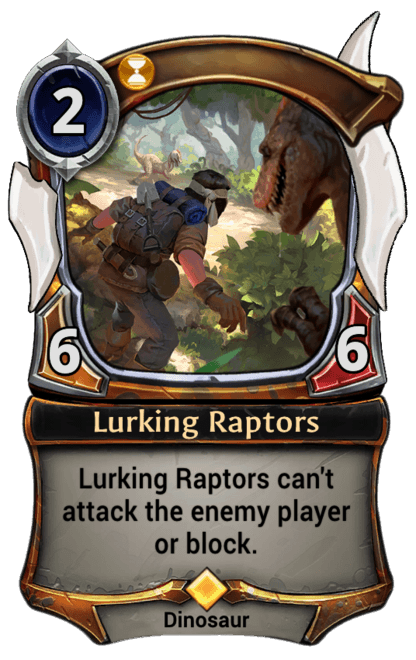 2
6
6
Lurking Raptors
Lurking Raptors can't
attack the enemy player
or block.
Dinosaur